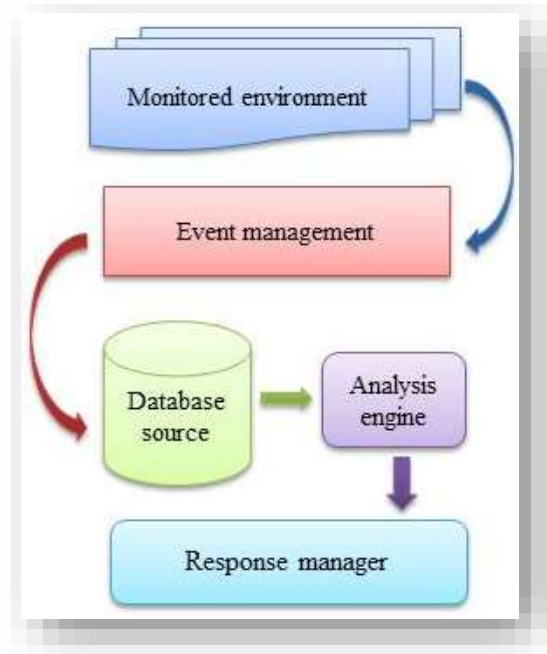 Monitored environment
Event management
Database
source
Analysis
engine
Response manager